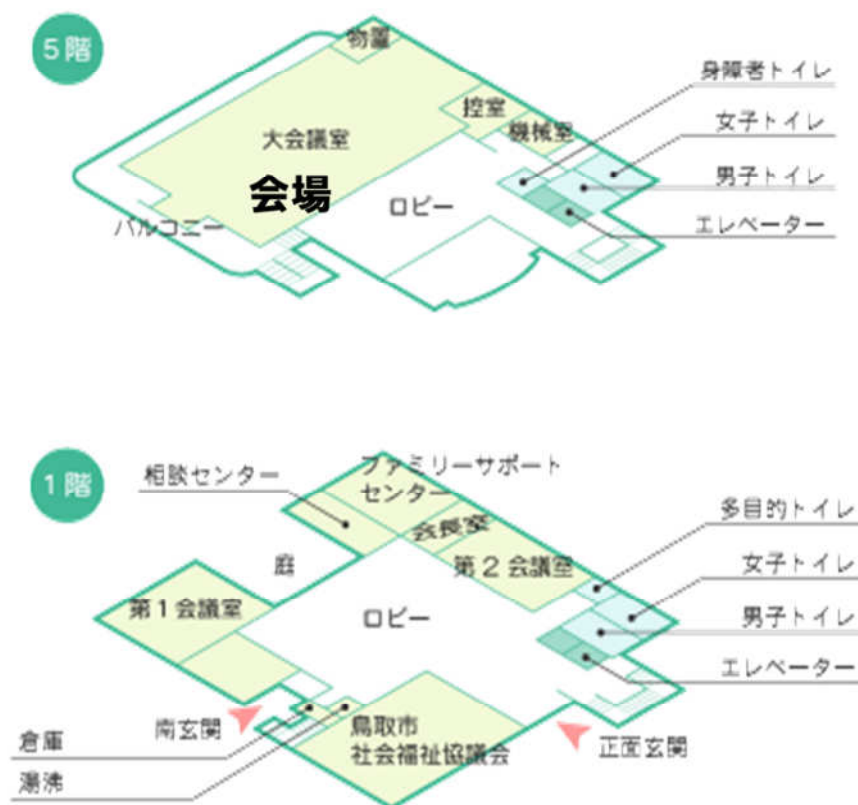 5階
物置
身障者トイレ
控室
機械室
女子トイレ
大会議室
男子トイレ
会場
ロビー
バルコニー
エレベーター
1階
相談センター
ファミリーサポート
センター
会長室
多目的トイレ
庭
第2会議室
女子トイレ
第1会議室
ロビー
男子トイレ
エレベーター
南玄関
鳥取市
社会福祉協議会
正面玄関
倉庫
湯沸